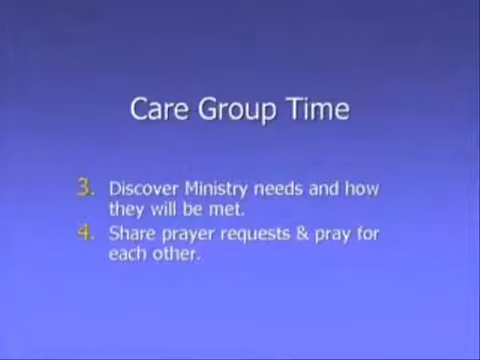 Care Group Time
3. Discover Ministry needs and how
they will be met.
4. Share prayer requests & pray for
each other.